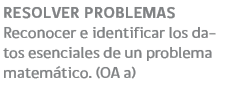 RESOLVER PROBLEMAS
Reconocer e identificar los da-
tos esenciales de un problema
matemático. (OA a)